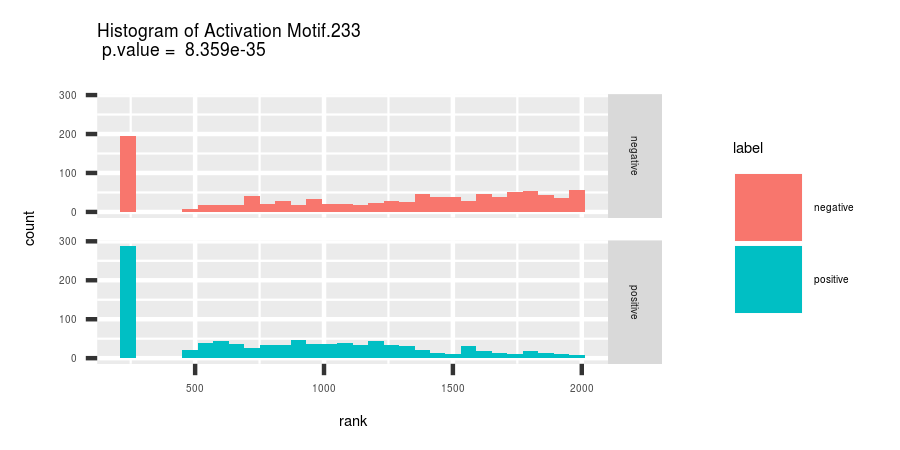 Histogram of Activation Motif.233
p.value = 8.359e-35
300
200
100
0
negative
300
200
100
0
positive
500
1000
1500
2000
rank
count
label
negative
positive